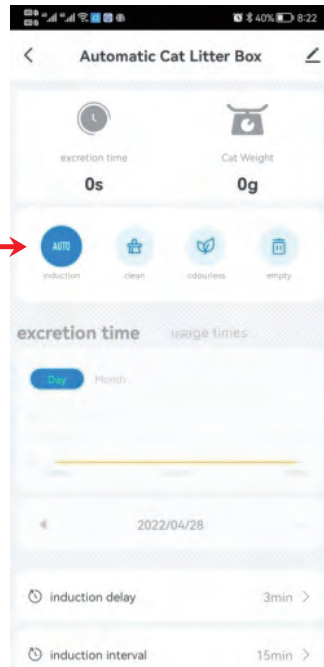 40% 8:22
Automatic Cat Litter Box
excretion time Cat Weight
0s 0g
AUTO
induction clean odourless empty
excretion time usage times
Day Month
2022/04/28
induction delay 3min >
induction interval 15min >